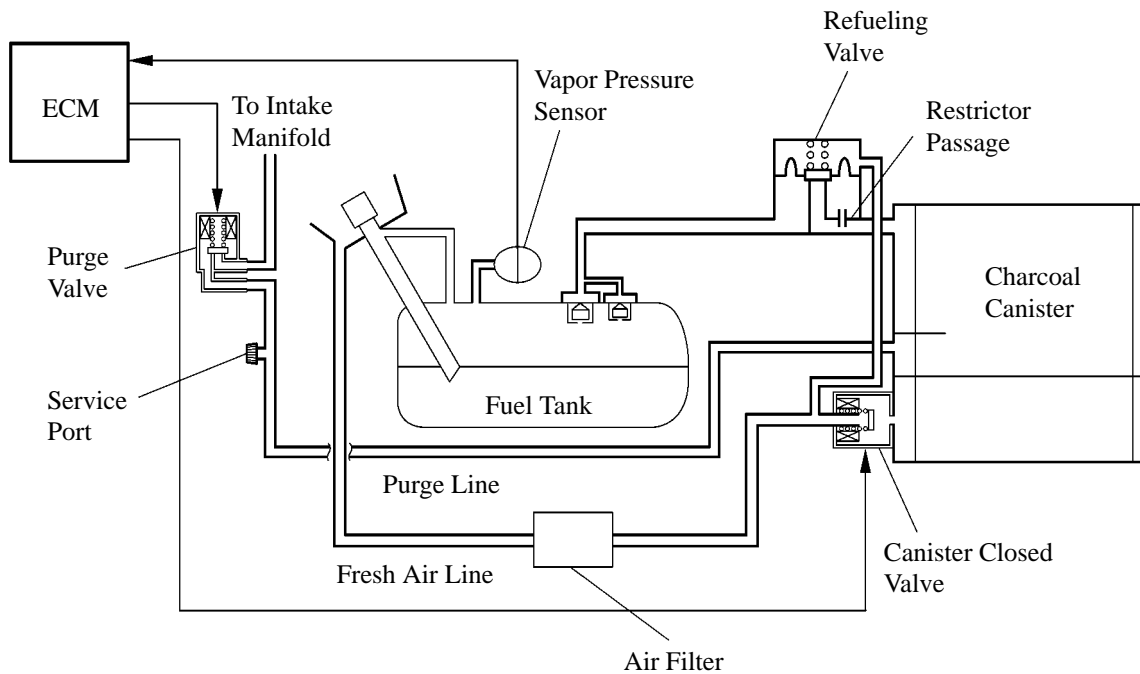 Refueling
Valve
ECM
To Intake
Manifold
Vapor Pressure
Sensor
Restrictor
Passage
Purge
Valve
Charcoal
Canister
Service
Port
Fuel Tank
Purge Line
Fresh Air Line
Canister Closed
Valve
Air Filter